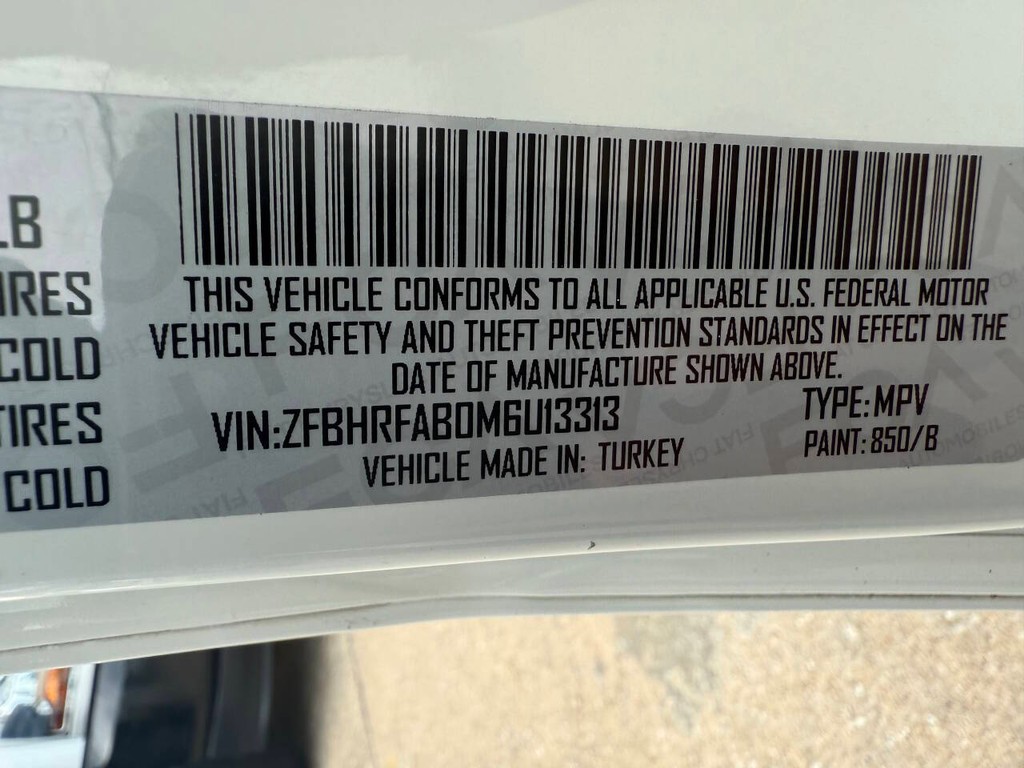 LB
IRES
COLD
TIRES
COLD
THIS VEHICLE CONFORMS TO ALL APPLICABLE U.S. FEDERAL MOTOR
VEHICLE SAFETY AND THEFT PREVENTION STANDARDS IN EFFECT ON THE
DATE OF MANUFACTURE SHOWN ABOVE.
VIN:ZFBHRFAB0M6U13313
TYPE: MPV
VEHICLE MADE IN: TURKEY
PAINT: 850/B